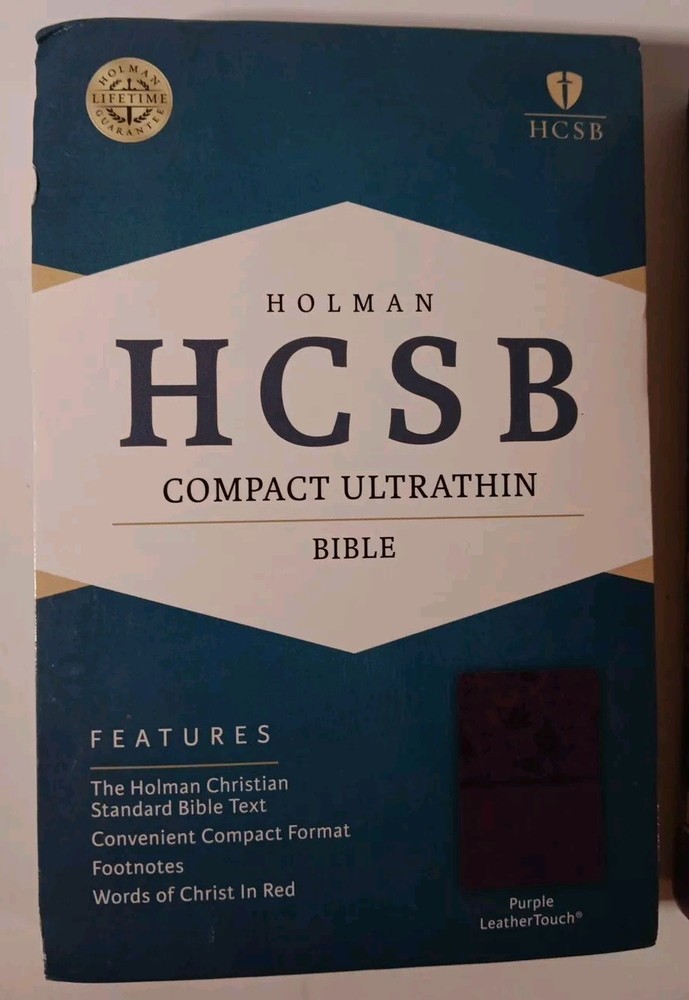 HOLMAN
LIFETIME
GUARANTEE
HCSB
HOLMAN
HCSB
COMPACT ULTRATHIN
BIBLE
FEATURES
The Holman Christian
Standard Bible Text
Convenient Compact Format
Footnotes
Words of Christ In Red
Purple
LeatherTouch®